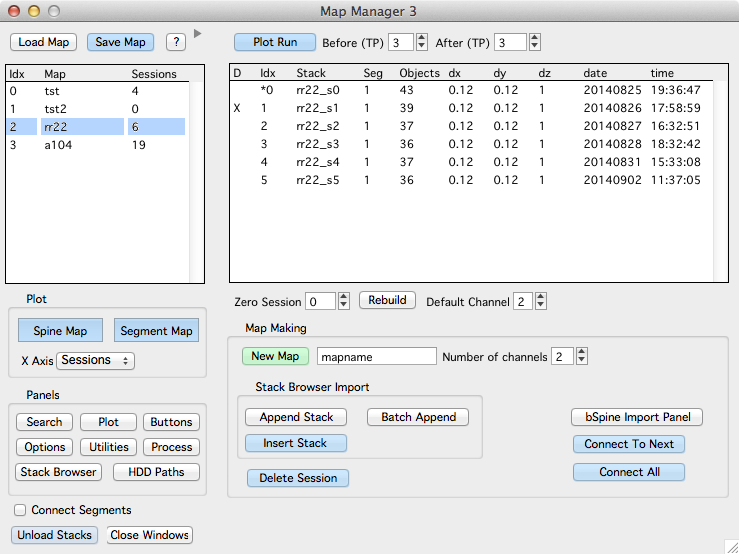 Map Manager 3
Load Map Save Map ? Plot Run Before (TP) 3 After (TP) 3
Idx Map Sessions
0 tst 4
1 tst2 0
2 rr22 6
3 a104 19
D Idx Stack Seg Objects dx dy dz date time
*0 rr22_s0 1 43 0.12 0.12 1 20140825 19:36:47
X 1 rr22_s1 1 39 0.12 0.12 1 20140826 17:58:59
2 rr22_s2 1 37 0.12 0.12 1 20140827 16:32:51
3 rr22_s3 1 36 0.12 0.12 1 20140828 18:32:42
4 rr22_s4 1 37 0.12 0.12 1 20140831 15:33:08
5 rr22_s5 1 36 0.12 0.12 1 20140902 11:37:05
Plot
Spine Map Segment Map
X Axis Sessions
Panels
Search Plot Buttons
Options Utilities Process
Stack Browser HDD Paths
Connect Segments
Unload Stacks Close Windows
Zero Session 0 Rebuild Default Channel 2
Map Making
New Map mapname Number of channels 2
Stack Browser Import
Append Stack Batch Append bSpine Import Panel
Insert Stack Connect To Next
Delete Session Connect All